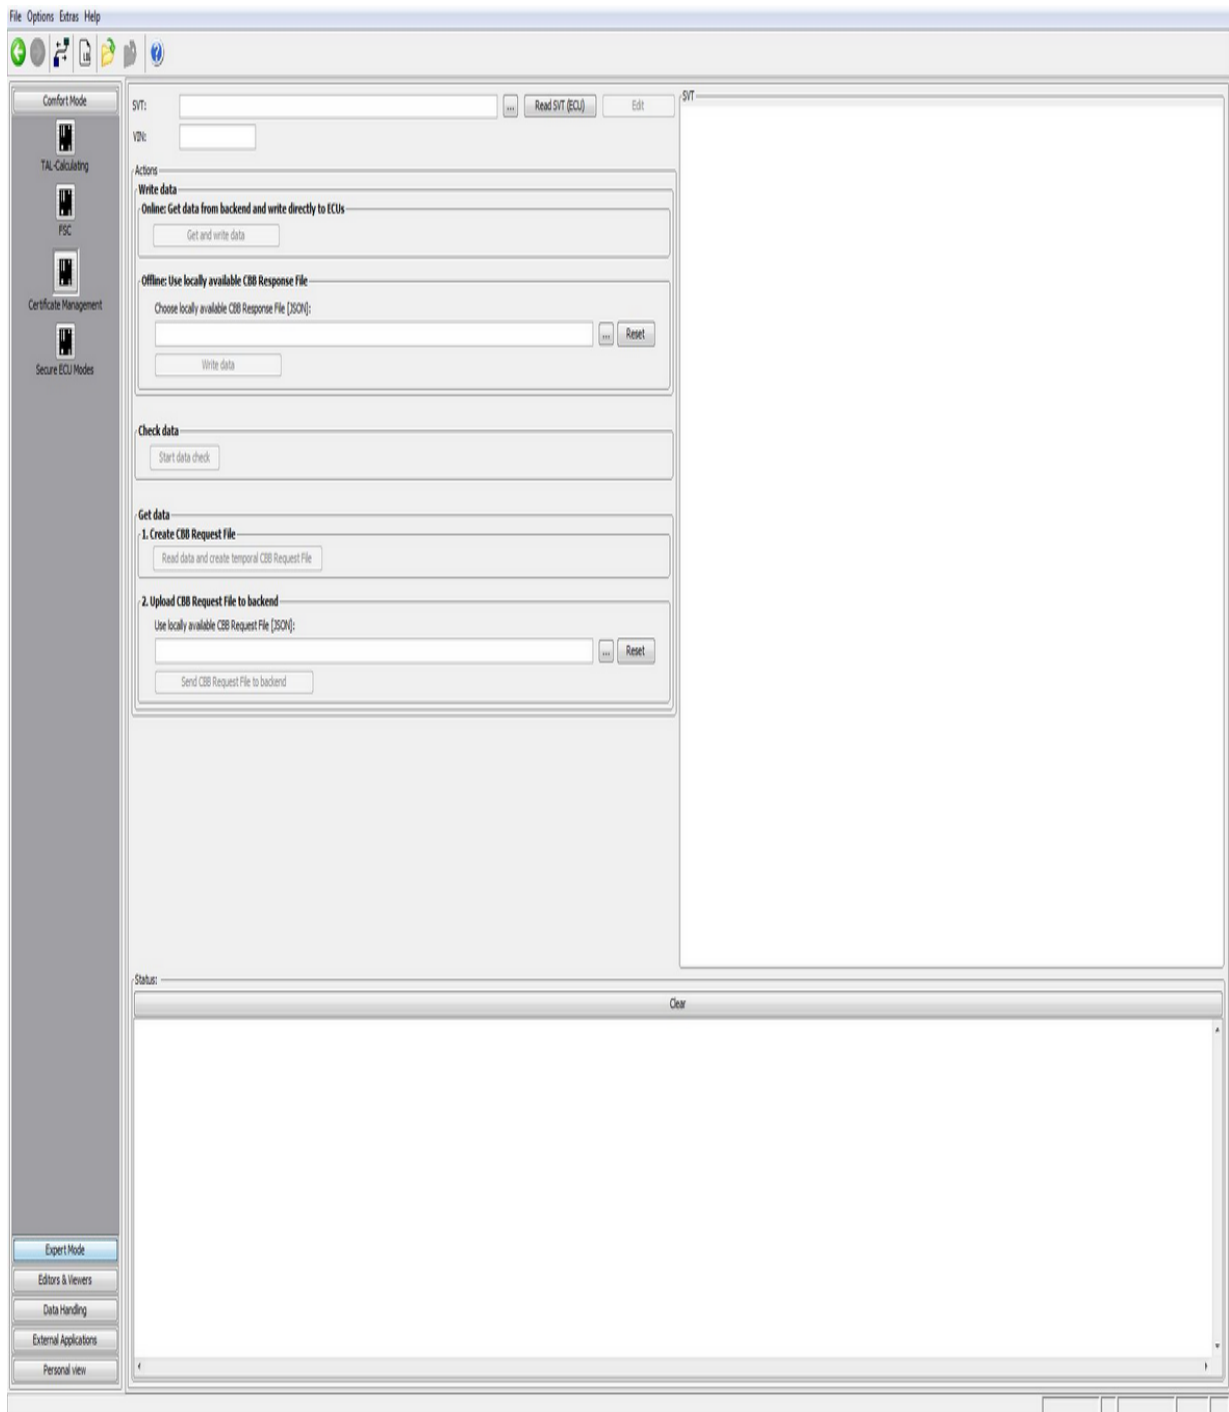 File Options Extras Help
Comfort Mode
TAL-Calculating
FSC
Certificate Management
Secure ECU Modes
SVT:
...
Read SVT (ECU)
Edit
VIN:
Actions
Write data
Online: Get data from backend and write directly to ECUs
Get and write data
Offline: Use locally available CBB Response File
Choose locally available CBB Response File [JSON]:
...
Reset
Write data
Check data
Start data check
Get data
1. Create CBB Request File
Read data and create temporal CBB Request File
2. Upload CBB Request File to backend
Use locally available CBB Request File [JSON]:
...
Reset
Send CBB Request File to backend
SVT
Status:
Clear
Expert Mode
Editors & Viewers
Data Handling
External Applications
Personal view